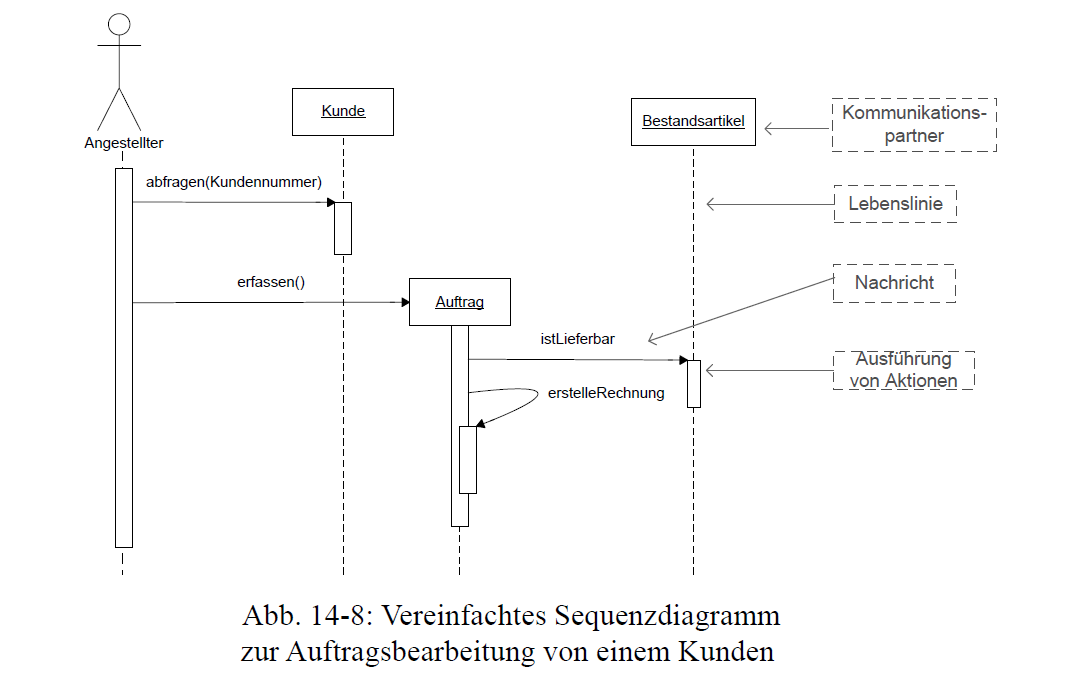 Kunde
Bestandsartikel
Kommunikations-
partner
Angestellter
abfragen(Kundennummer)
Lebenslinie
erfassen()
Auftrag
Nachricht
istLieferbar
Ausführung
von Aktionen
erstelleRechnung
Abb. 14-8: Vereinfachtes Sequenzdiagramm
zur Auftragsbearbeitung von einem Kunden